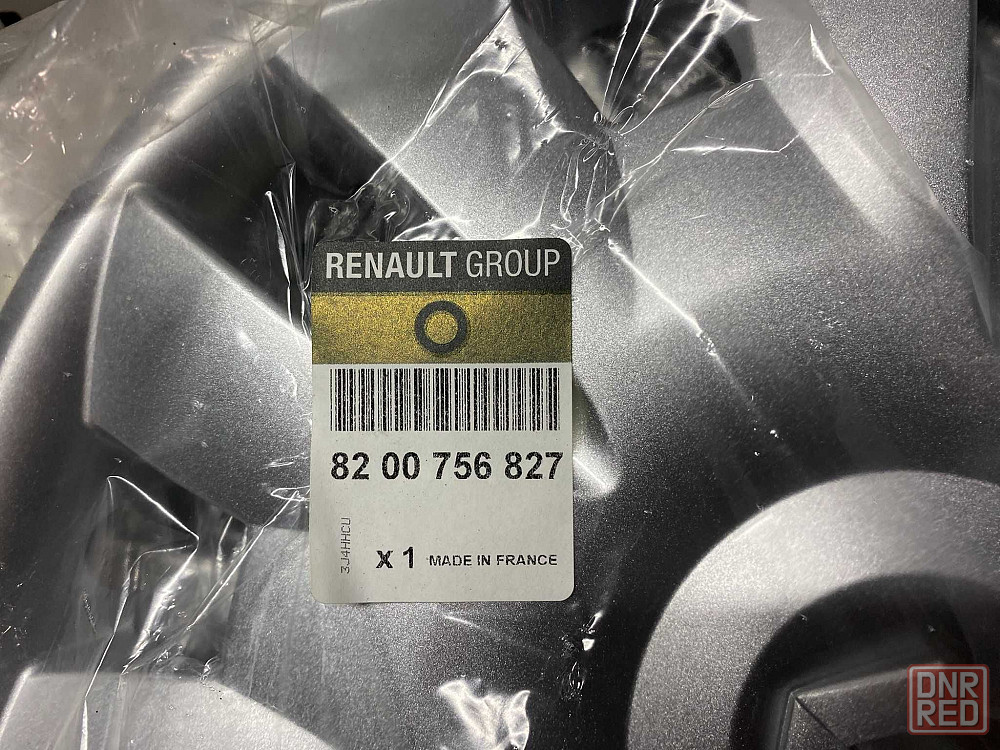 RENAULT GROUP
82 00 756 827
3J4HHCU
x 1 MADE IN FRANCE
DNR
RED